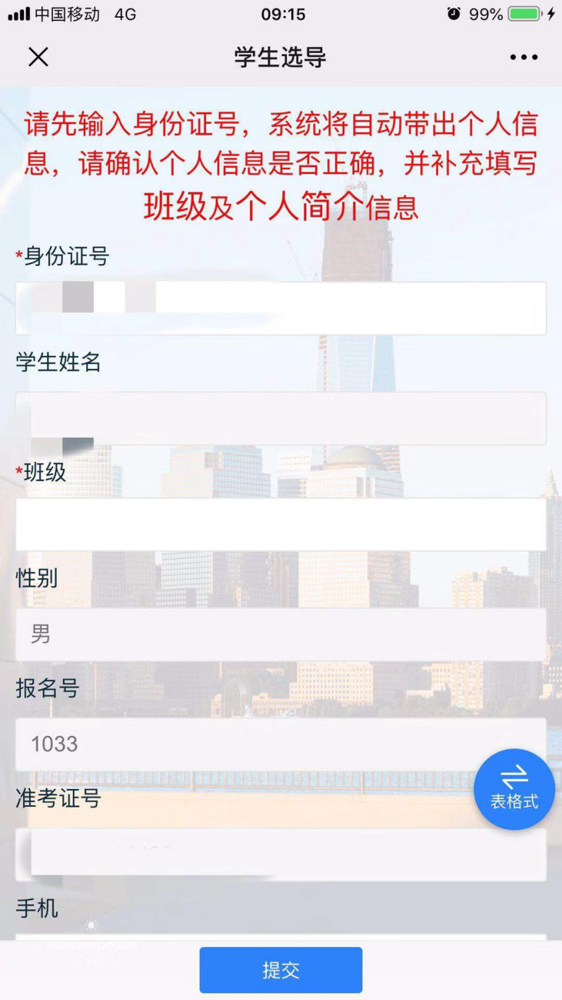 中国移动 4G 09:15 99%
学生选导
请先输入身份证号，系统将自动带出个人信
息，请确认个人信息是否正确，并补充填写
班级及个人简介信息
*身份证号
学生姓名
*班级
性别
男
报名号
1033
表格式
准考证号
手机
提交